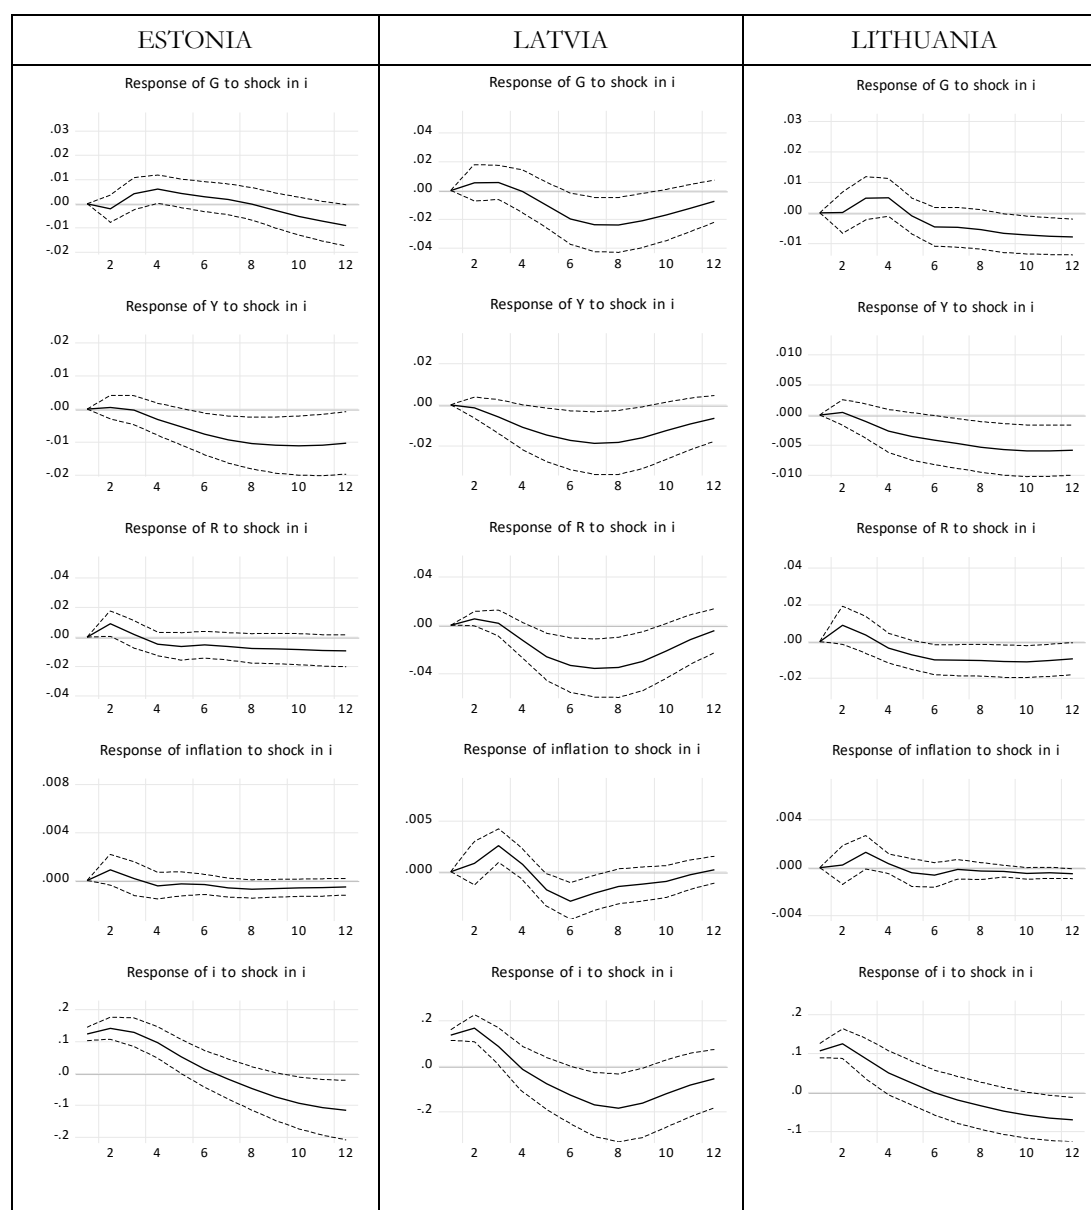 ESTONIA
LATVIA
LITHUANIA
Response of G to shock in i
.03
.02
.01
.00
-.01
-.02
2 4 6 8 10 12
Response of G to shock in i
.04
.02
.00
-.02
-.04
2 4 6 8 10 12
Response of G to shock in i
.03
.02
.01
.00
-.01
2 4 6 8 10 12
Response of Y to shock in i
.02
.01
.00
-.01
-.02
2 4 6 8 10 12
Response of Y to shock in i
.02
.00
-.02
2 4 6 8 10 12
Response of Y to shock in i
.010
.005
.000
-.005
-.010
2 4 6 8 10 12
Response of R to shock in i
.04
.02
.00
-.02
-.04
2 4 6 8 10 12
Response of R to shock in i
.04
.00
-.04
2 4 6 8 10 12
Response of R to shock in i
.04
.02
.00
-.02
2 4 6 8 10 12
Response of inflation to shock in i
.008
.004
.000
2 4 6 8 10 12
Response of inflation to shock in i
.005
.000
2 4 6 8 10 12
Response of inflation to shock in i
.004
.000
-.004
2 4 6 8 10 12
Response of i to shock in i
.2
.1
.0
-.1
-.2
2 4 6 8 10 12
Response of i to shock in i
.2
.0
-.2
2 4 6 8 10 12
Response of i to shock in i
.2
.1
.0
-.1
2 4 6 8 10 12